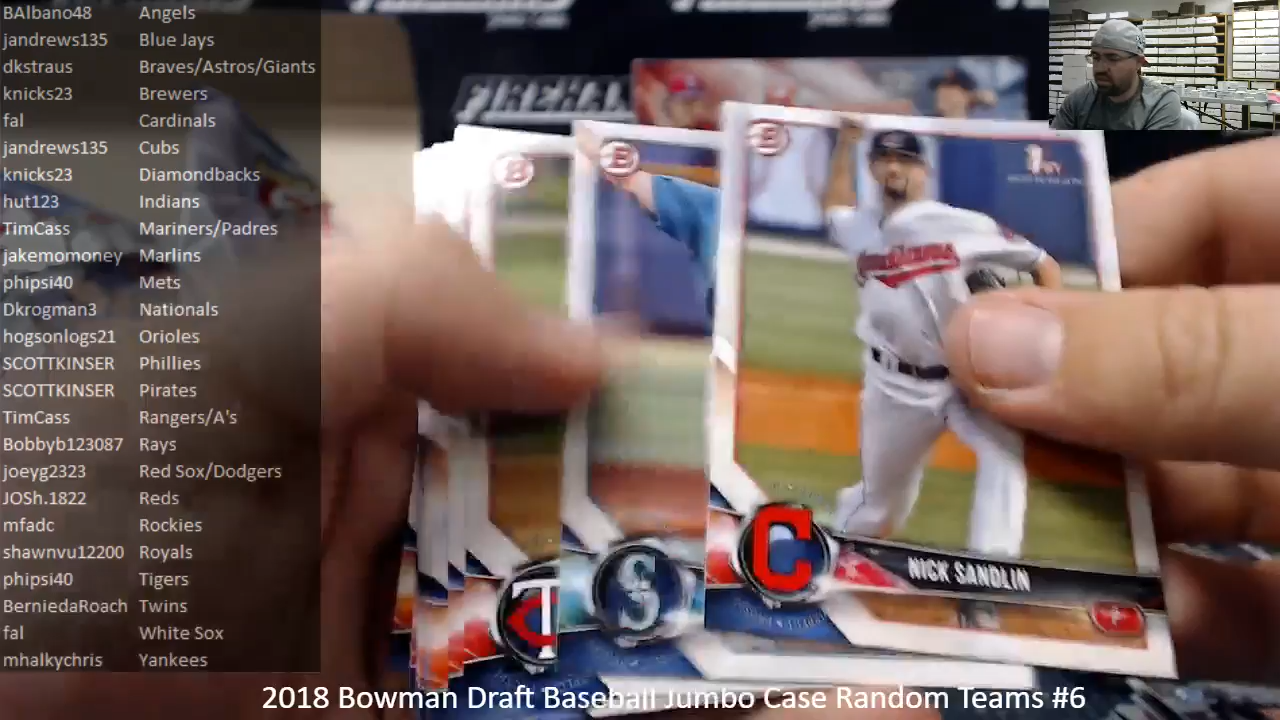 BAlbano48 Angels
jandrews135 Blue Jays
dkstraus Braves/Astros/Giants
knicks23 Brewers
fal Cardinals
jandrews135 Cubs
knicks23 Diamondbacks
hut123 Indians
TimCass Mariners/Padres
jakemomoney Marlins
phipsi40 Mets
Dkrogman3 Nationals
hogsonlogs21 Orioles
SCOTTKINSER Phillies
SCOTTKINSER Pirates
TimCass Rangers/A's
Bobbyb123087 Rays
joeyg2323 Red Sox/Dodgers
JOSh.1822 Reds
mfadc Rockies
shawnvu12200 Royals
phipsi40 Tigers
BerniedaRoach Twins
fal White Sox
mhalkychris Yankees
B
B
B
Indians
C
NICK SANDLIN
S
T
2018 Bowman Draft Baseball Jumbo Case Random Teams #6